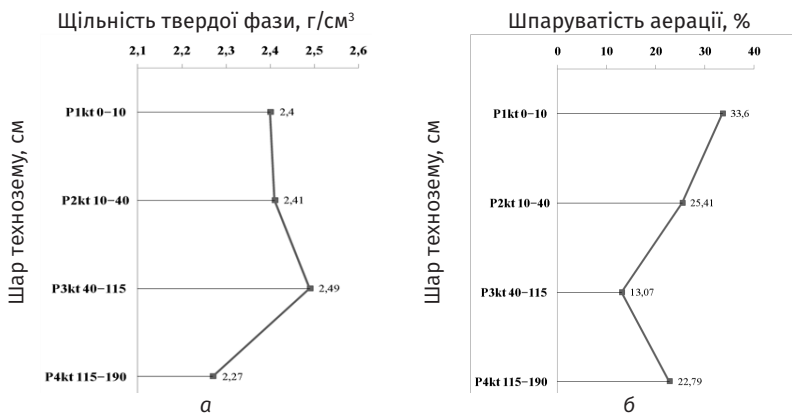 Щільність твердої фази, г/см³
2,1 2,2 2,3 2,4 2,5 2,6
Шар технозему, см
P1kt 0−10
2,4
P2kt 10−40
2,41
P3kt 40−115
2,49
P4kt 115−190
2,27
а
Шпаруватість аерації, %
0 10 20 30 40
Шар технозему, см
P1kt 0−10
33,6
P2kt 10−40
25,41
P3kt 40−115
13,07
P4kt 115−190
22,79
б